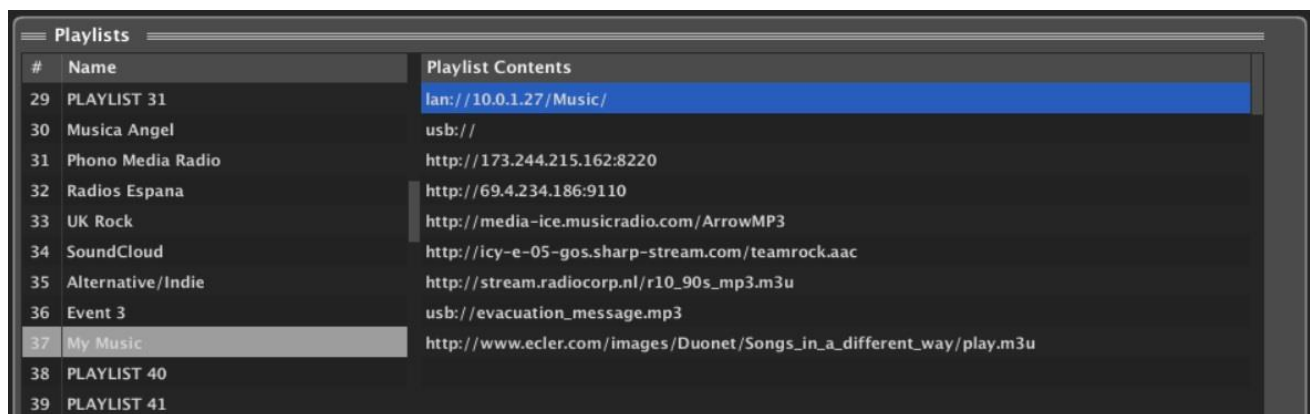 Playlists
# Name Playlist Contents
29 PLAYLIST 31 lan://10.0.1.27/Music/
30 Musica Angel usb://
31 Phono Media Radio http://173.244.215.162:8220
32 Radios Espana http://69.4.234.186:9110
33 UK Rock http://media-ice.musicradio.com/ArrowMP3
34 SoundCloud http://icy-e-05-gos.sharp-stream.com/teamrock.aac
35 Alternative/Indie http://stream.radiocorp.nl/r10_90s_mp3.m3u
36 Event 3 usb://evacuation_message.mp3
37 My Music http://www.ecler.com/images/Duonet/Songs_in_a_different_way/play.m3u
38 PLAYLIST 40
39 PLAYLIST 41